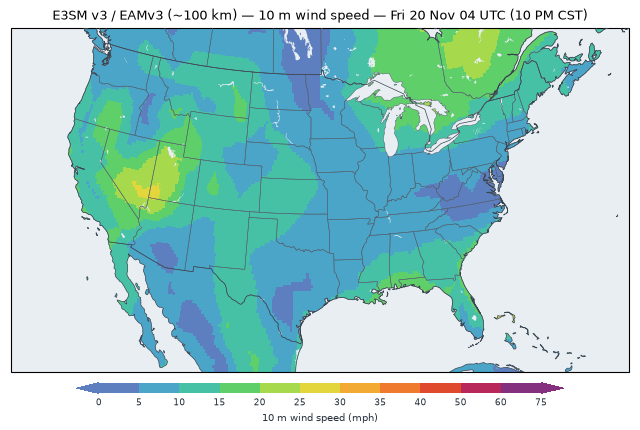 E3SM v3 / EAMv3 (~100 km) — 10 m wind speed — Fri 20 Nov 04 UTC (10 PM CST)
0 5 10 15 20 25 30 35 40 50 60 75
10 m wind speed (mph)